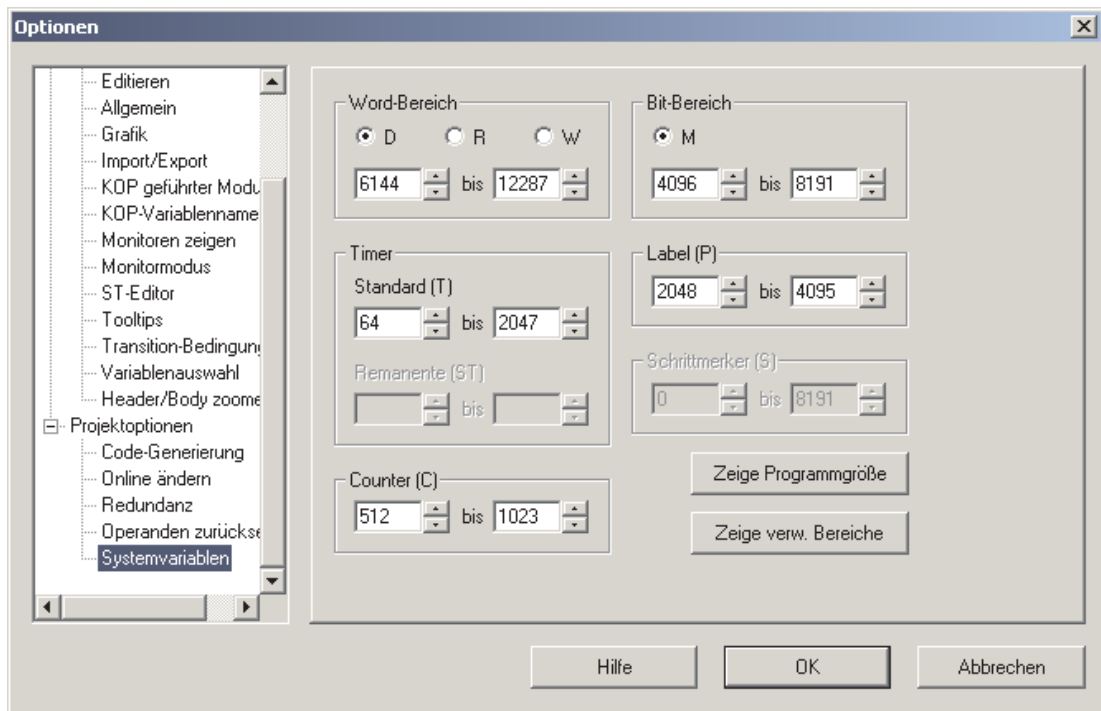 Optionen
Editieren
Allgemein
Grafik
Import/Export
KOP geführter Modu
KOP-Variablenname
Monitoren zeigen
Monitormodus
ST-Editor
Tooltips
Transition-Bedingung
Variablenauswahl
Header/Body zoome
Projektoptionen
Code-Generierung
Online ändern
Redundanz
Operanden zurückse
Systemvariablen
Word-Bereich
D R W
6144 bis 12287
Timer
Standard (T)
64 bis 2047
Remanente (ST)
bis
Counter (C)
512 bis 1023
Bit-Bereich
M
4096 bis 8191
Label (P)
2048 bis 4095
Schrittmerker (S)
0 bis 8191
Zeige Programmgröße
Zeige verw. Bereiche
Hilfe OK Abbrechen